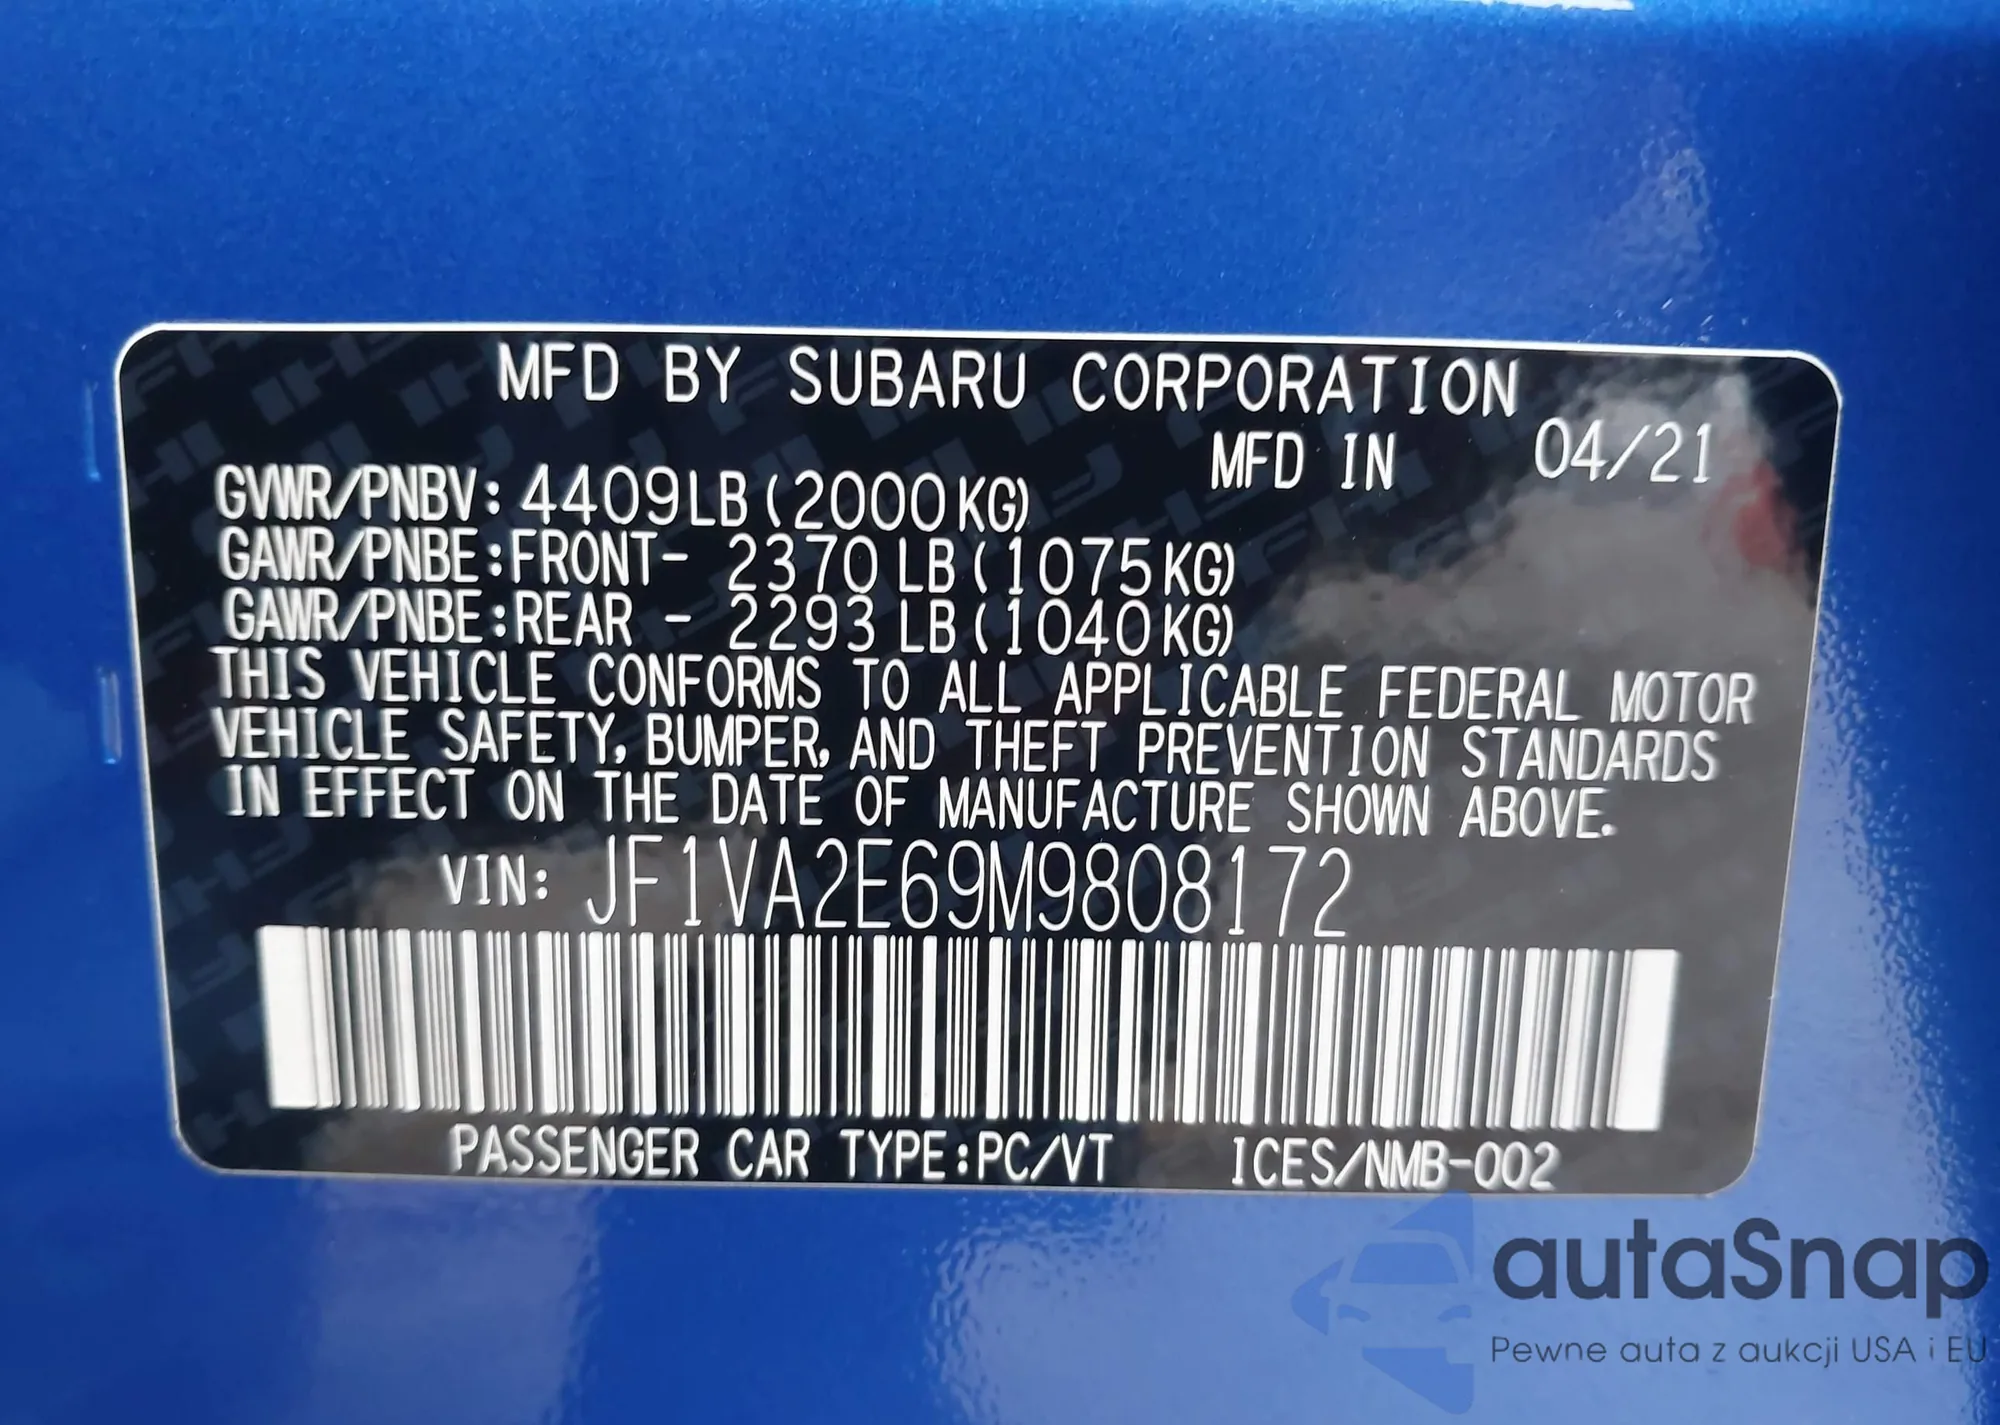 MFD BY SUBARU CORPORATION
MFD IN 04/21
GVWR/PNBV: 4409LB (2000KG)
GAWR/PNBE:FRONT- 2370 LB (1075KG)
GAWR/PNBE:REAR - 2293 LB (1040KG)
THIS VEHICLE CONFORMS TO ALL APPLICABLE FEDERAL MOTOR
VEHICLE SAFETY, BUMPER, AND THEFT PREVENTION STANDARDS
IN EFFECT ON THE DATE OF MANUFACTURE SHOWN ABOVE.
VIN: JF1VA2E69M9808172
PASSENGER CAR TYPE:PC/VT ICES/NMB-002
autaSnap
Pewne auta z aukcji USA i EU